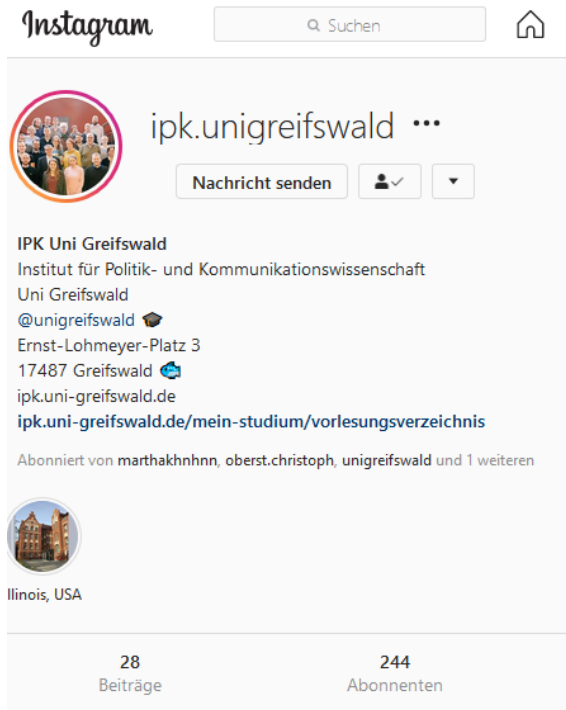 Instagram
Suchen
ipk.unigreifswald
Nachricht senden
IPK Uni Greifswald
Institut für Politik- und Kommunikationswissenschaft
Uni Greifswald
@unigreifswald 🎓
Ernst-Lohmeyer-Platz 3
17487 Greifswald 🐟
ipk.uni-greifswald.de
ipk.uni-greifswald.de/mein-studium/vorlesungsverzeichnis
Abonniert von marthakhnhnn, oberst.christoph, unigreifswald und 1 weiteren
llinois, USA
28 244
Beiträge Abonnenten